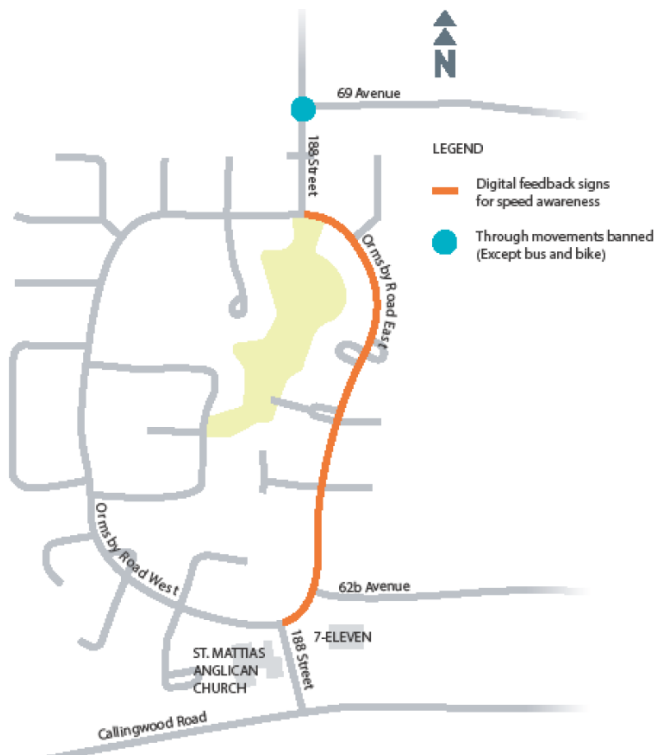 N
69 Avenue
188 Street
LEGEND
Digital feedback signs
for speed awareness
Through movements banned
(Except bus and bike)
Ormsby Road East
Ormsby Road West
62b Avenue
7-ELEVEN
ST. MATTIAS
ANGLICAN
CHURCH
188 Street
Callingwood Road